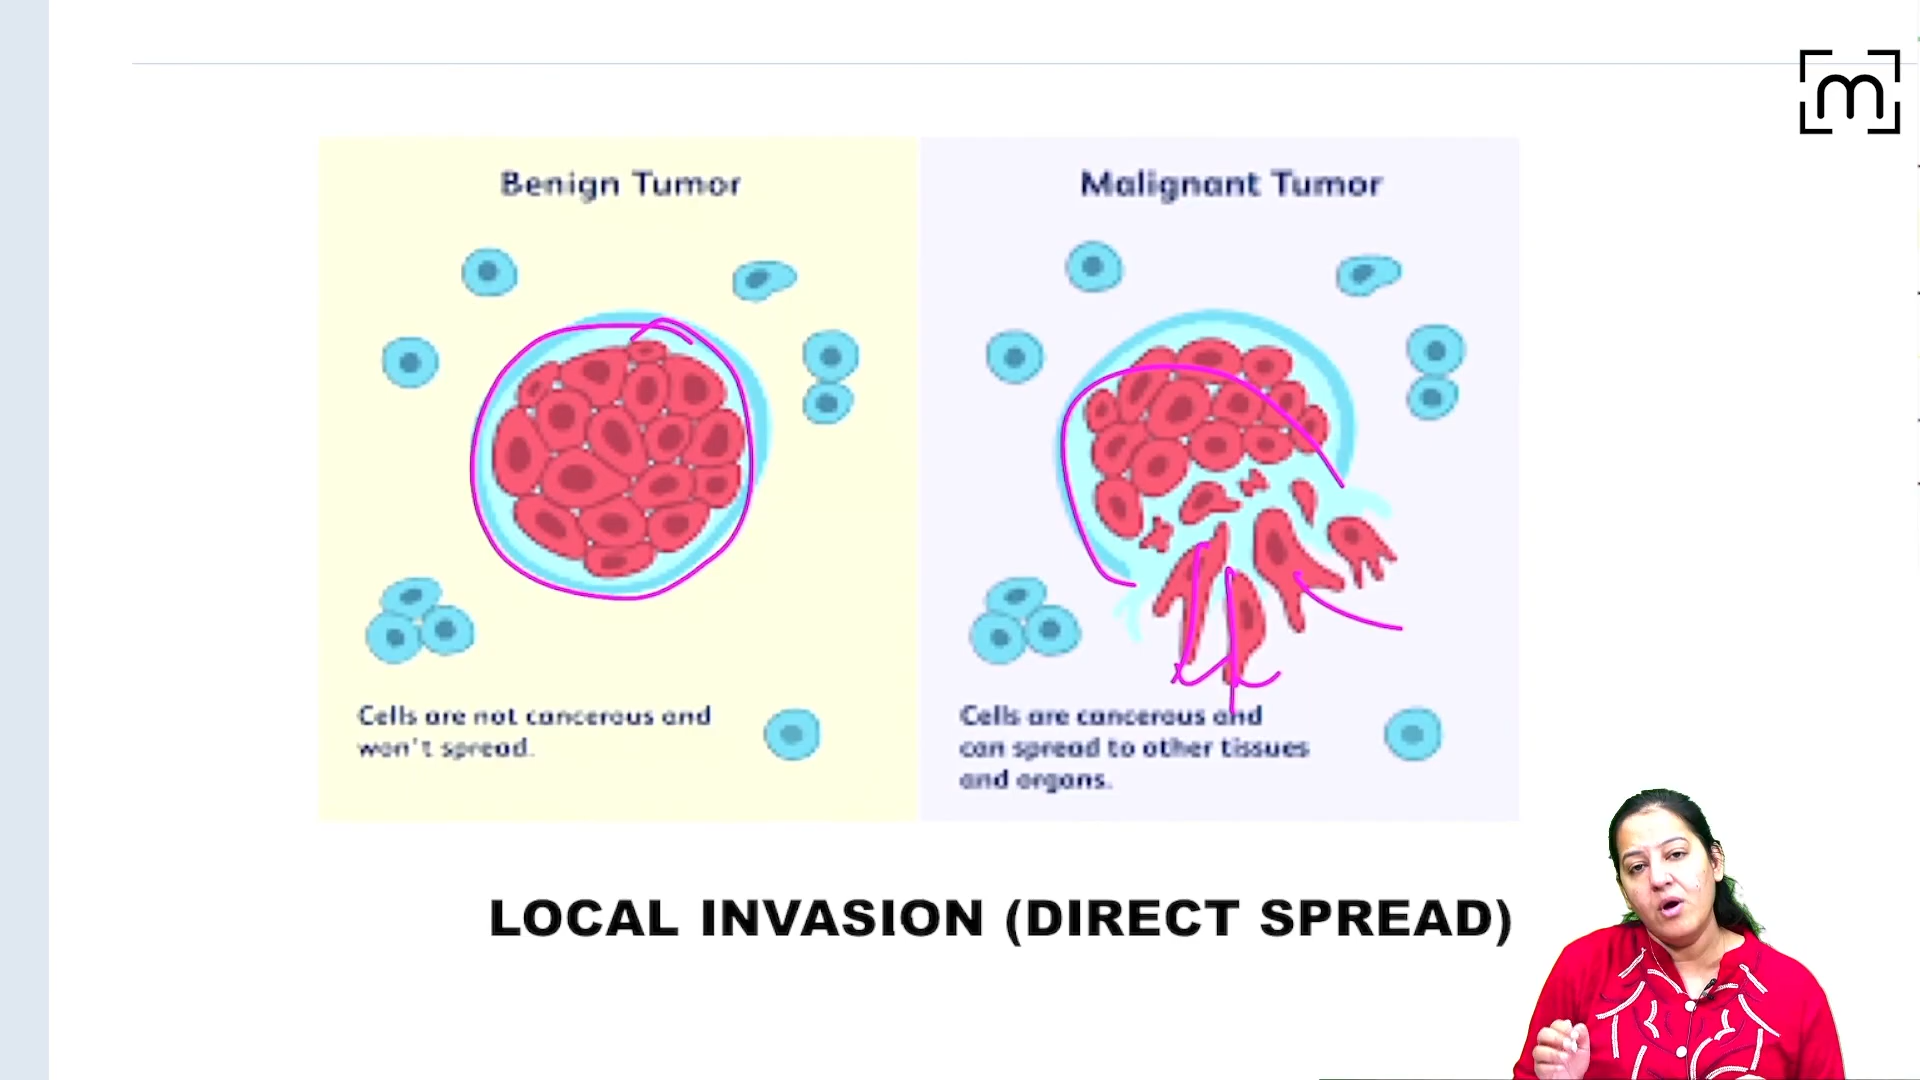 m
Benign Tumor
Malignant Tumor
Cells are not cancerous and
won't spread.
Cells are cancerous and
can spread to other tissues
and organs.
LOCAL INVASION (DIRECT SPREAD)